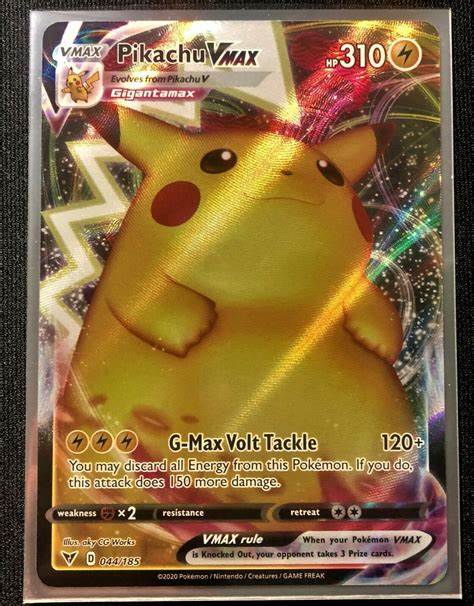 VMAX Pikachu VMAX HP 310
Evolves from Pikachu V
Gigantamax
G-Max Volt Tackle 120+
You may discard all Energy from this Pokémon. If you do,
this attack does 150 more damage.
weakness ×2 resistance retreat
Illus. aky CG Works
VMAX rule When your Pokémon VMAX
is Knocked Out, your opponent takes 3 Prize cards.
D 044/185
©2020 Pokémon / Nintendo / Creatures / GAME FREAK